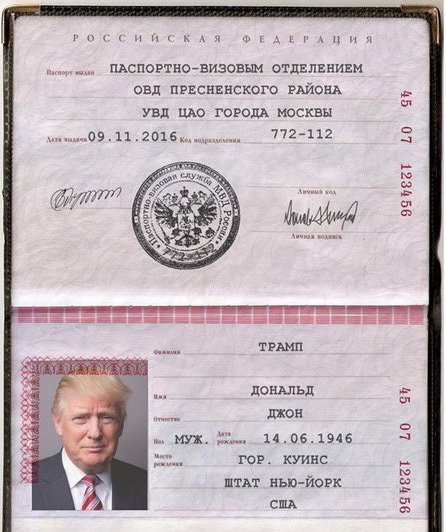 РОССИЙСКАЯ ФЕДЕРАЦИЯ
Паспорт выдан ПАСПОРТНО-ВИЗОВЫМ ОТДЕЛЕНИЕМ
ОВД ПРЕСНЕНСКОГО РАЙОНА
УВД ЦАО ГОРОДА МОСКВЫ
Дата выдачи 09.11.2016 Код подразделения 772-112
45 07 123456
Личный код
Паспортно-визовая служба МВД России
772-112
Личная подпись
Фамилия ТРАМП
Имя ДОНАЛЬД
Отчество ДЖОН
Пол МУЖ. Дата рождения 14.06.1946
Место рождения ГОР. КУИНС
ШТАТ НЬЮ-ЙОРК
США
45 07 123456